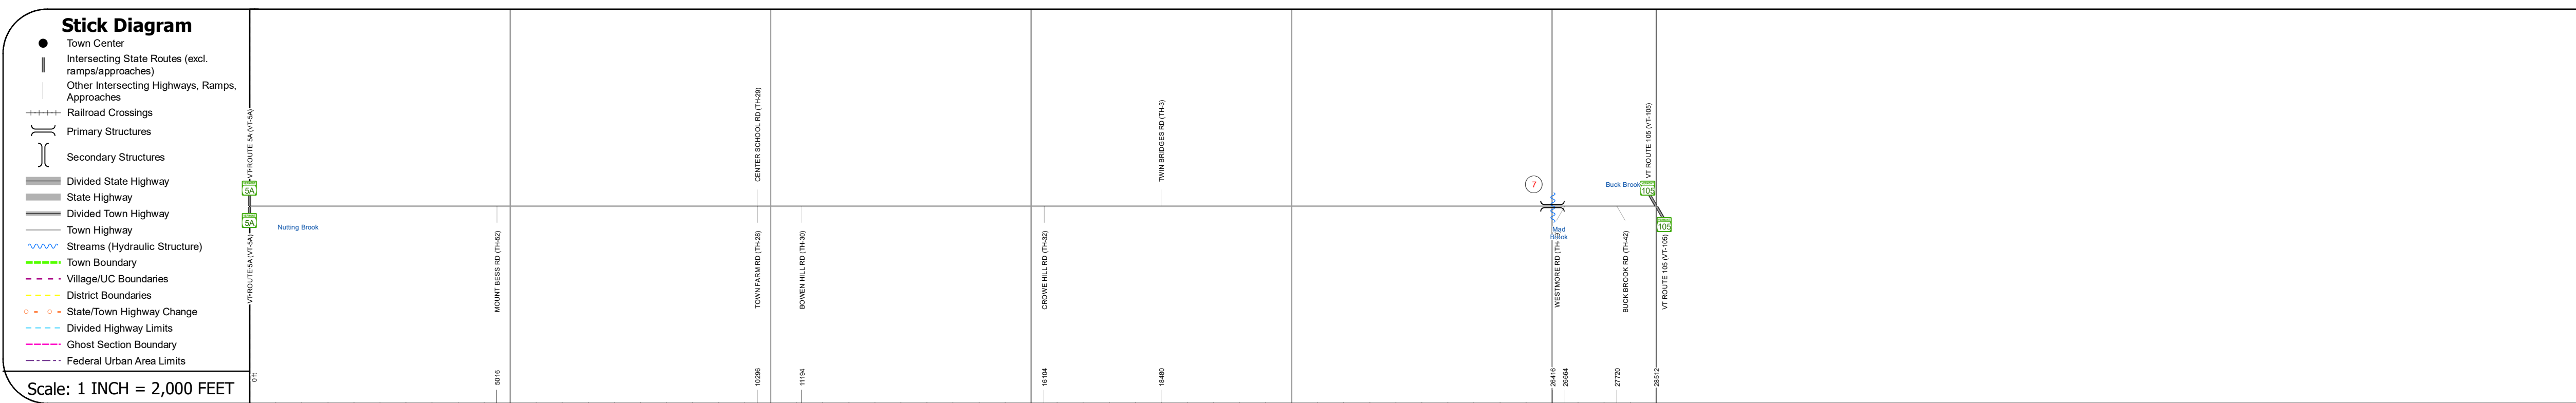 Stick Diagram
Town Center
Intersecting State Routes (excl.
ramps/approaches)
Other Intersecting Highways, Ramps,
Approaches
Railroad Crossings
Primary Structures
Secondary Structures
Divided State Highway
State Highway
Divided Town Highway
Town Highway
Streams (Hydraulic Structure)
Town Boundary
Village/UC Boundaries
District Boundaries
State/Town Highway Change
Divided Highway Limits
Ghost Section Boundary
Federal Urban Area Limits
Scale: 1 INCH = 2,000 FEET
VT ROUTE 5A (VT-5A)
5A
5A
VT ROUTE 5A (VT-5A)
0 ft
Nutting Brook
MOUNT BESS RD (TH-52)
5016
CENTER SCHOOL RD (TH-29)
TOWN FARM RD (TH-28)
10296
BOWEN HILL RD (TH-30)
11194
CROWE HILL RD (TH-32)
16104
TWIN BRIDGES RD (TH-3)
18480
7
Mad
Brook
WESTMORE RD
26416
26664
Buck Brook
BUCK BROOK RD (TH-42)
27720
VT ROUTE 105 (VT-105)
105
105
VT ROUTE 105 (VT-105)
28512